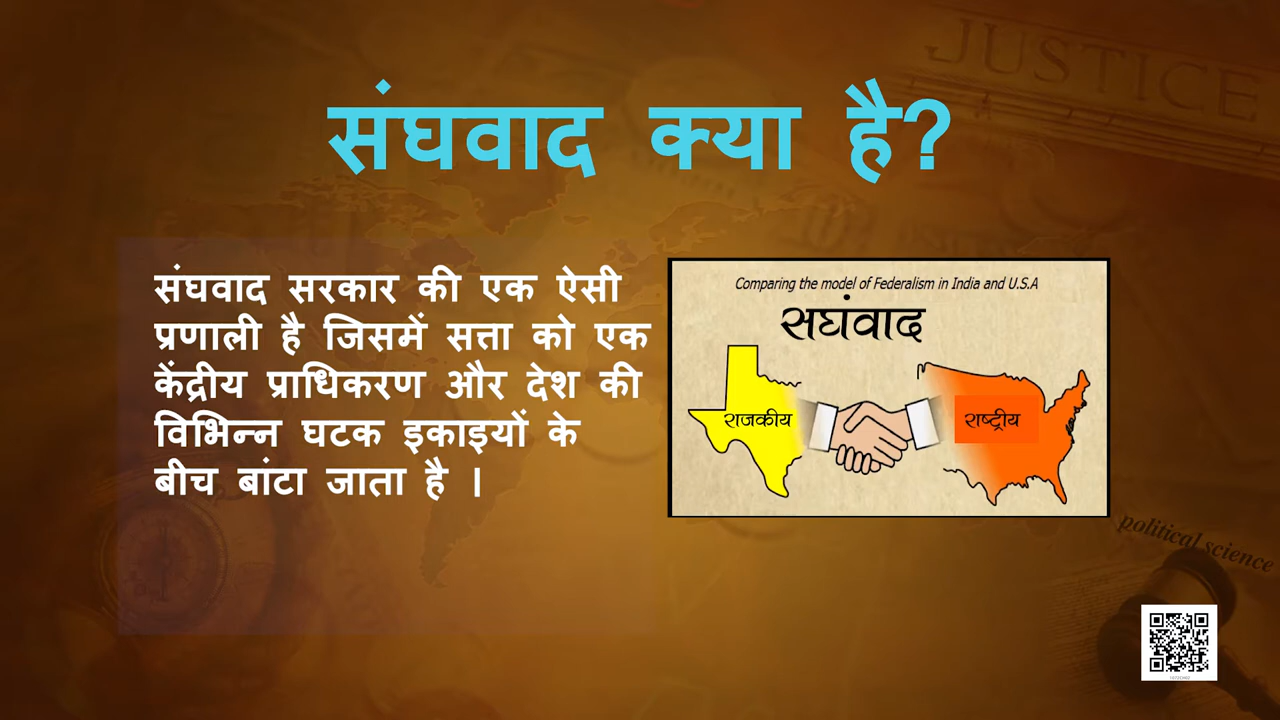 JUSTICE
संघवाद क्या है?
संघवाद सरकार की एक ऐसी
प्रणाली है जिसमें सत्ता को एक
केंद्रीय प्राधिकरण और देश की
विभिन्न घटक इकाइयों के
बीच बांटा जाता है ।
Comparing the model of Federalism in India and U.S.A
सघंवाद
राजकीय
राष्ट्रीय
political science